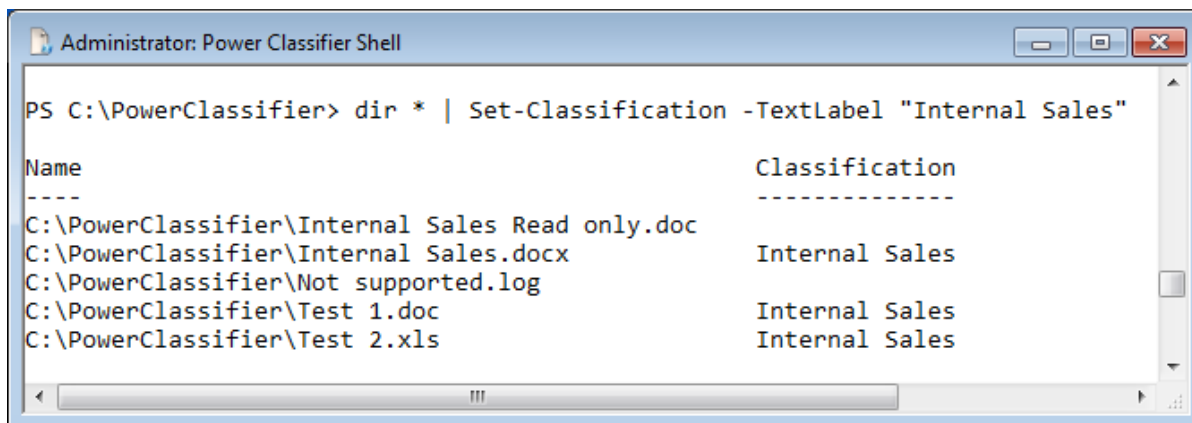 Administrator: Power Classifier Shell
PS C:\PowerClassifier> dir * | Set-Classification -TextLabel "Internal Sales"
Name Classification
---- --------------
C:\PowerClassifier\Internal Sales Read only.doc
C:\PowerClassifier\Internal Sales.docx Internal Sales
C:\PowerClassifier\Not supported.log
C:\PowerClassifier\Test 1.doc Internal Sales
C:\PowerClassifier\Test 2.xls Internal Sales